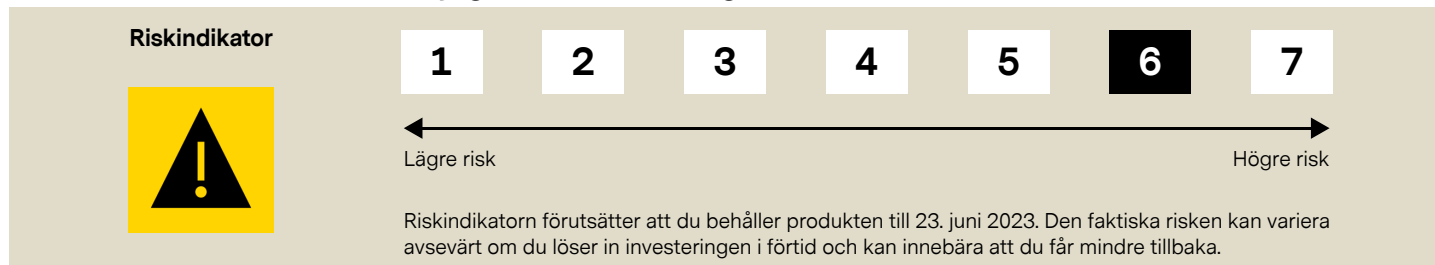 Riskindikator
1 2 3 4 5 6 7
Lägre risk Högre risk
Riskindikatorn förutsätter att du behåller produkten till 23. juni 2023. Den faktiska risken kan variera
avsevärt om du löser in investeringen i förtid och kan innebära att du får mindre tillbaka.